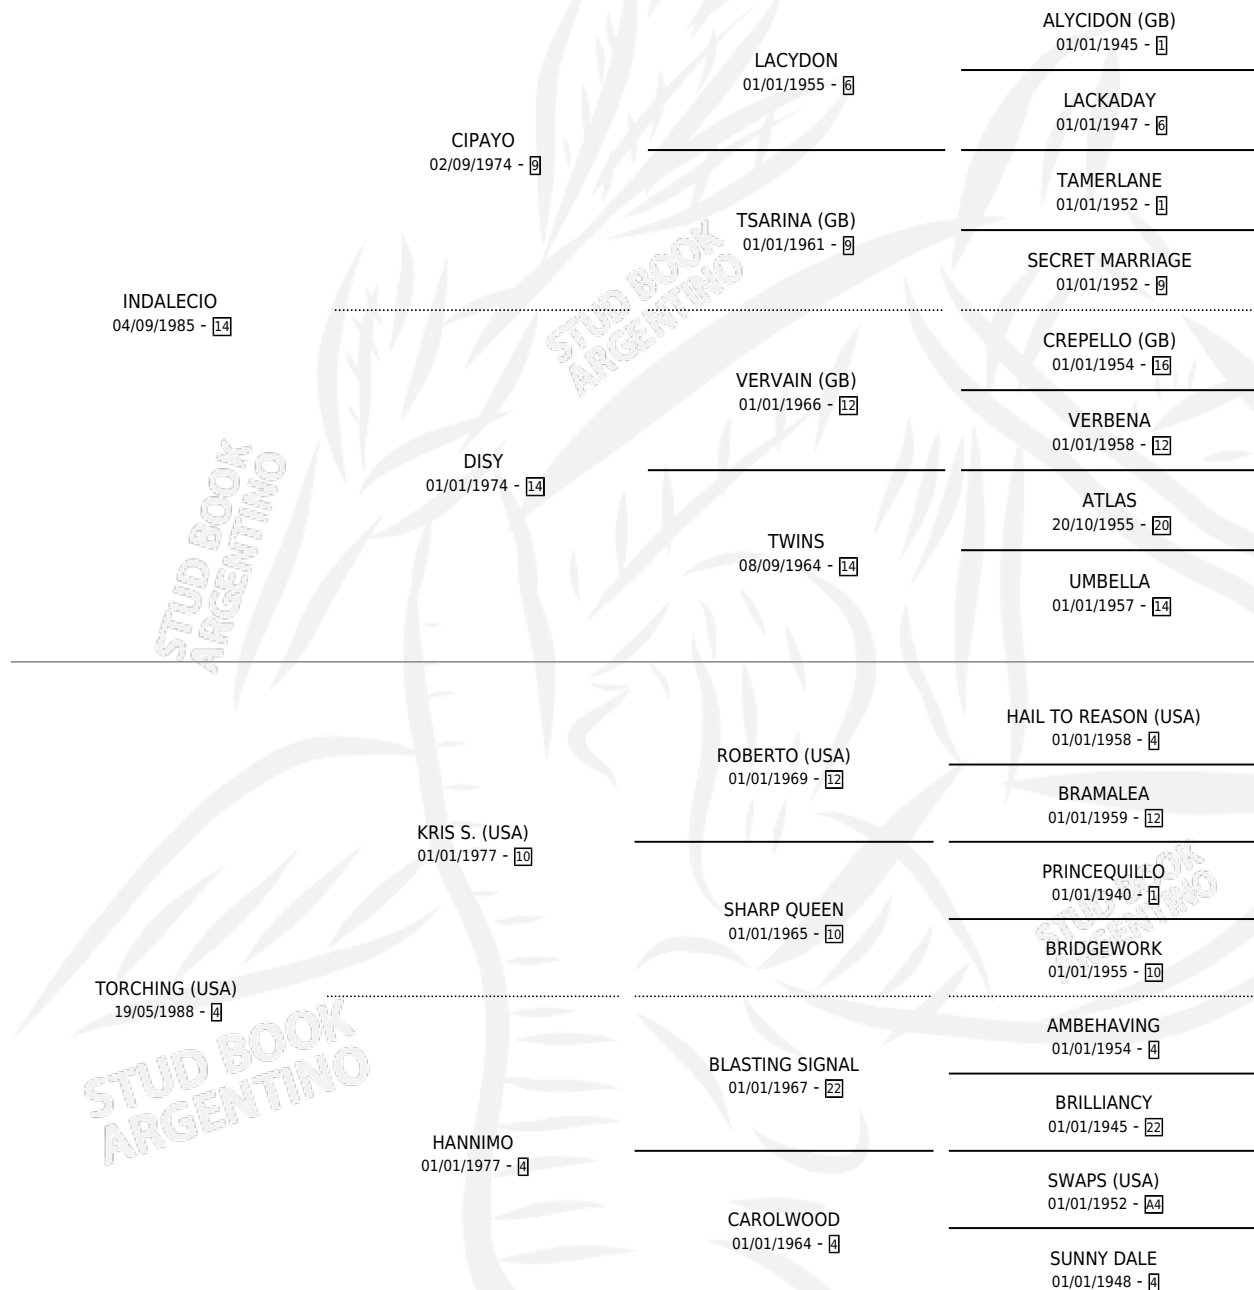 ALYCIDON (GB)
01/01/1945 - 1
LACYDON
01/01/1955 - 6
LACKADAY
01/01/1947 - 6
CIPAYO
02/09/1974 - 9
TAMERLANE
01/01/1952 - 1
TSARINA (GB)
01/01/1961 - 9
SECRET MARRIAGE
01/01/1952 - 9
INDALECIO
04/09/1985 - 14
CREPELLO (GB)
01/01/1954 - 16
VERVAIN (GB)
01/01/1966 - 12
VERBENA
01/01/1958 - 12
DISY
01/01/1974 - 14
ATLAS
20/10/1955 - 20
TWINS
08/09/1964 - 14
UMBELLA
01/01/1957 - 14
HAIL TO REASON (USA)
01/01/1958 - 4
ROBERTO (USA)
01/01/1969 - 12
BRAMALEA
01/01/1959 - 12
KRIS S. (USA)
01/01/1977 - 10
PRINCEQUILLO
01/01/1940 - 1
SHARP QUEEN
01/01/1965 - 10
BRIDGEWORK
01/01/1955 - 10
TORCHING (USA)
19/05/1988 - 4
AMBEHAVING
01/01/1954 - 4
BLASTING SIGNAL
01/01/1967 - 22
BRILLIANCY
01/01/1945 - 22
HANNIMO
01/01/1977 - 4
SWAPS (USA)
01/01/1952 - A4
CAROLWOOD
01/01/1964 - 4
SUNNY DALE
01/01/1948 - 4
STUD BOOK
ARGENTINO
STUD BOOK
ARGENTINO
STUD BOOK
ARGENTINO
STUD BOOK
ARGENTINO